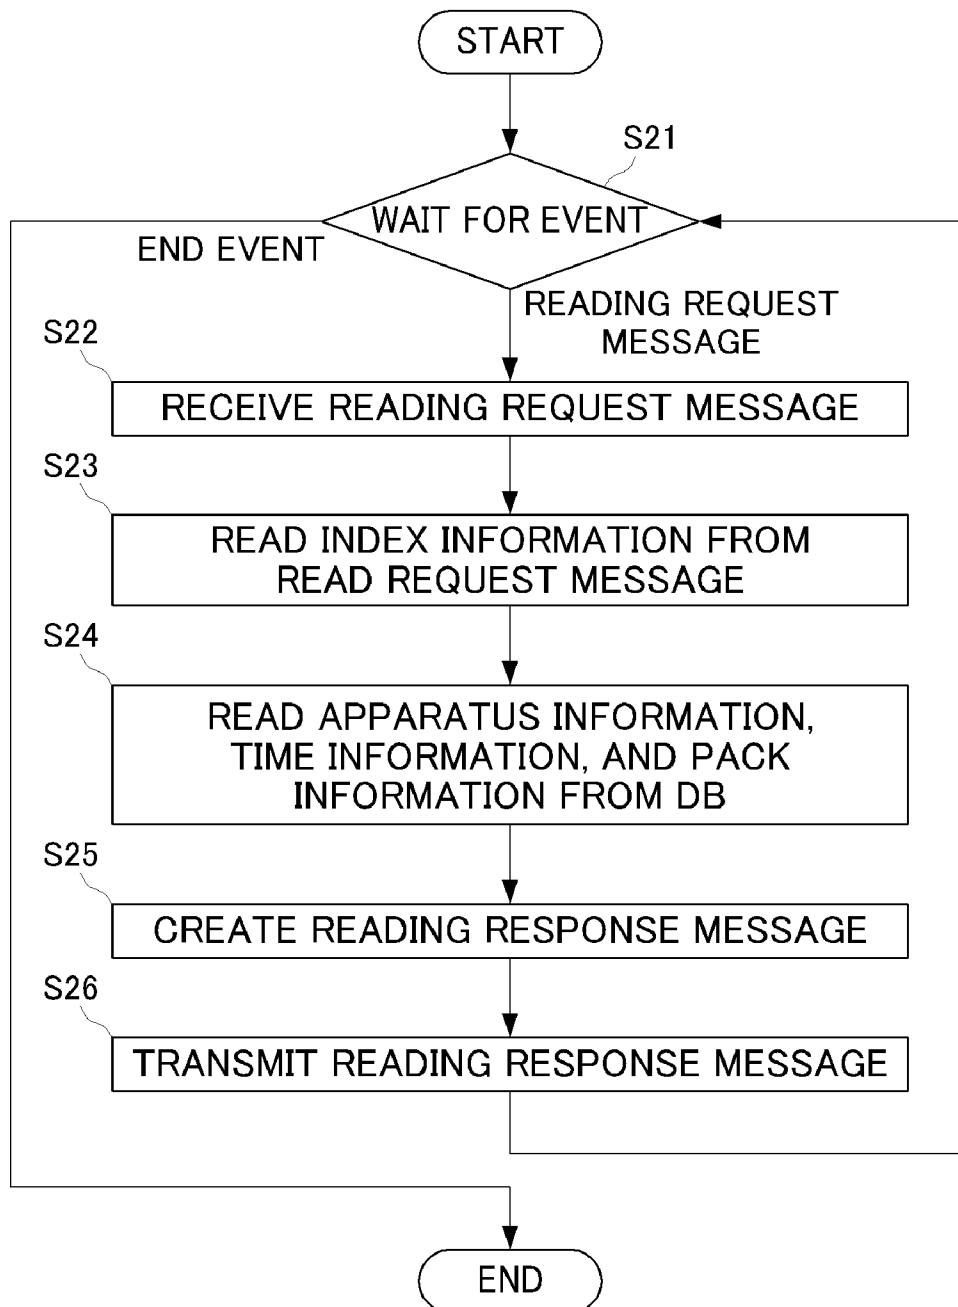 START
S21
WAIT FOR EVENT
END EVENT
READING REQUEST
MESSAGE
S22
RECEIVE READING REQUEST MESSAGE
S23
READ INDEX INFORMATION FROM
READ REQUEST MESSAGE
S24
READ APPARATUS INFORMATION,
TIME INFORMATION, AND PACK
INFORMATION FROM DB
S25
CREATE READING RESPONSE MESSAGE
S26
TRANSMIT READING RESPONSE MESSAGE
END